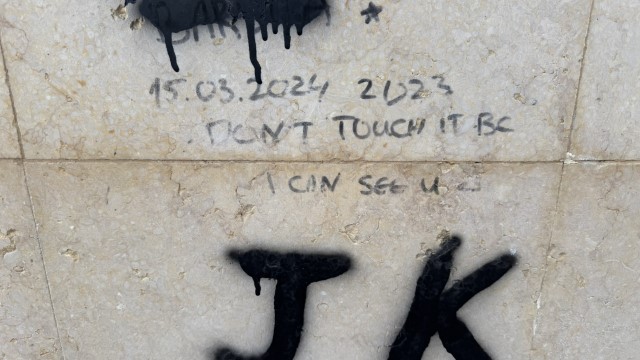 15.03.2024 2023
DON'T TOUCH IT BC
I CAN SEE U
JK